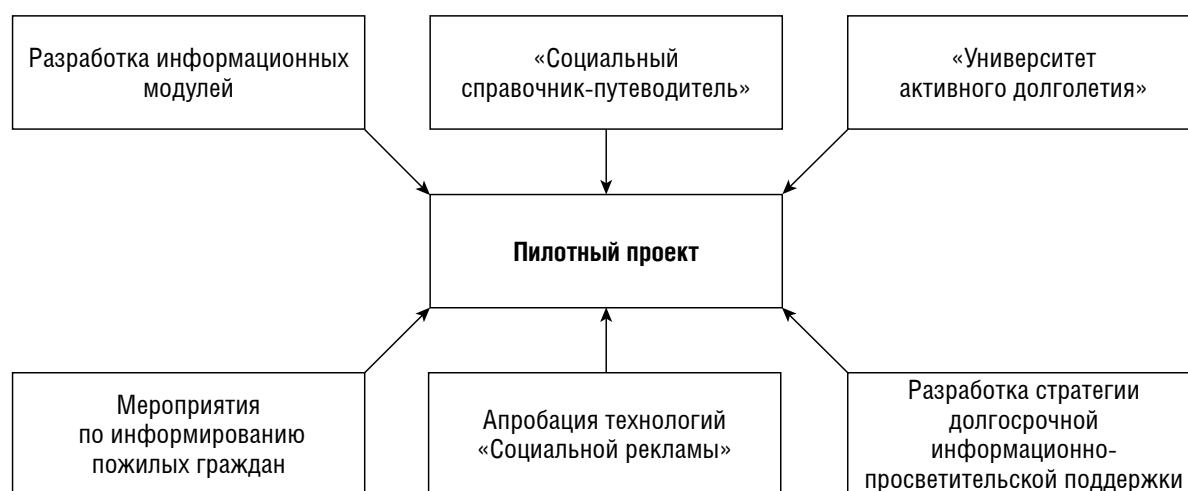 Разработка информационных
модулей
«Социальный
справочник-путеводитель»
«Университет
активного долголетия»
Пилотный проект
Мероприятия
по информированию
пожилых граждан
Апробация технологий
«Социальной рекламы»
Разработка стратегии
долгосрочной
информационно-
просветительской поддержки